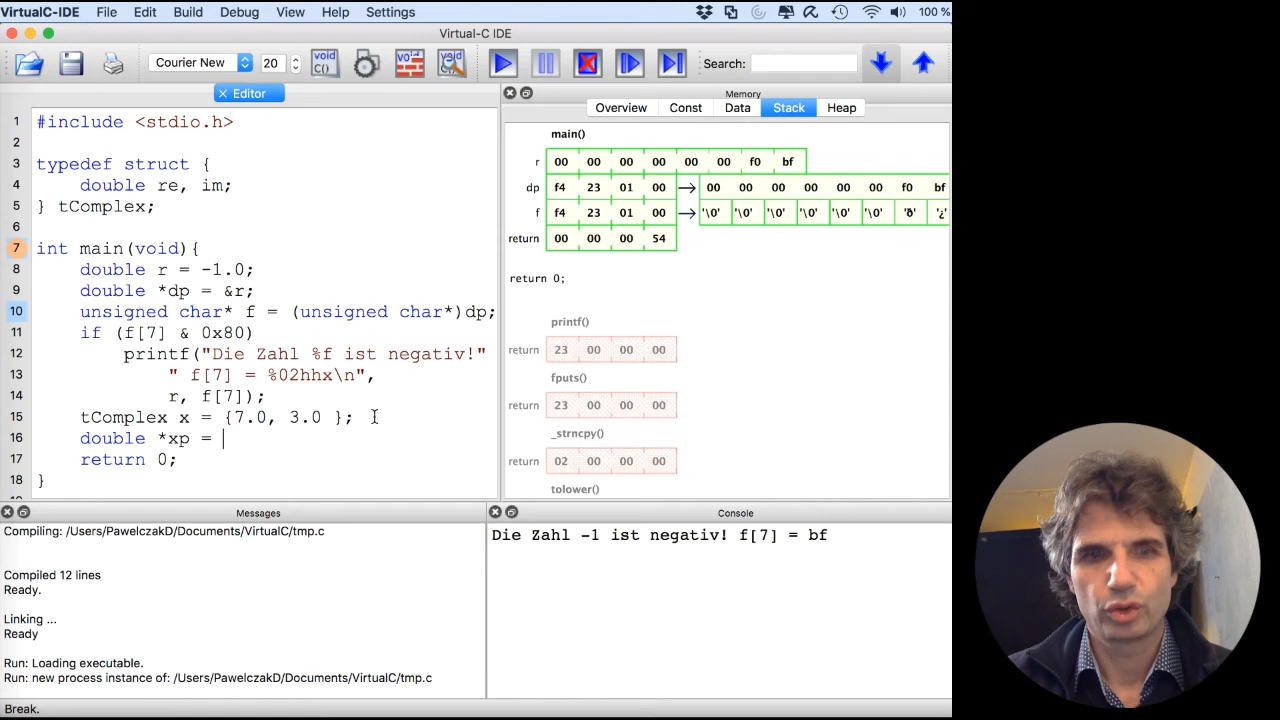 VirtualC-IDE File Edit Build Debug View Help Settings 100 %
Virtual-C IDE
Courier New 20 void C() void void C() Search:
Editor
1 #include <stdio.h>
2
3 typedef struct {
4 double re, im;
5 } tComplex;
6
7 int main(void){
8 double r = -1.0;
9 double *dp = &r;
10 unsigned char* f = (unsigned char*)dp;
11 if (f[7] & 0x80)
12 printf("Die Zahl %f ist negativ!"
13 " f[7] = %02hhx\n",
14 r, f[7]);
15 tComplex x = {7.0, 3.0 };
16 double *xp =
17 return 0;
18 }
Memory
Overview Const Data Stack Heap
main()
r 00 00 00 00 00 00 f0 bf
dp f4 23 01 00 → 00 00 00 00 00 00 f0 bf
f f4 23 01 00 → '\0' '\0' '\0' '\0' '\0' '\0' 'ð' '¿'
return 00 00 00 54
return 0;
printf()
return 23 00 00 00
fputs()
return 23 00 00 00
_strncpy()
return 02 00 00 00
tolower()
Messages
Compiling: /Users/PawelczakD/Documents/VirtualC/tmp.c
Compiled 12 lines
Ready.
Linking ...
Ready
Run: Loading executable.
Run: new process instance of: /Users/PawelczakD/Documents/VirtualC/tmp.c
Console
Die Zahl -1 ist negativ! f[7] = bf
Break.